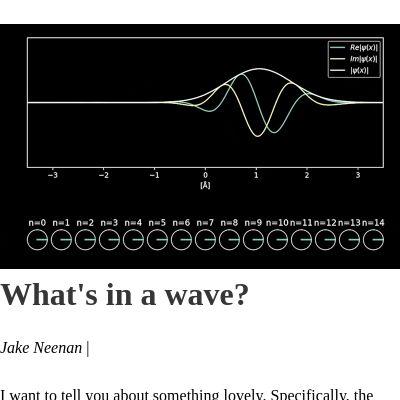 Re|ψ(x)|
Im|ψ(x)|
|ψ(x)|
−3 −2 −1 0 1 2 3
[Å]
n=0 n=1 n=2 n=3 n=4 n=5 n=6 n=7 n=8 n=9 n=10 n=11 n=12 n=13 n=14
What's in a wave?
Jake Neenan |
I want to tell you about something lovely. Specifically, the